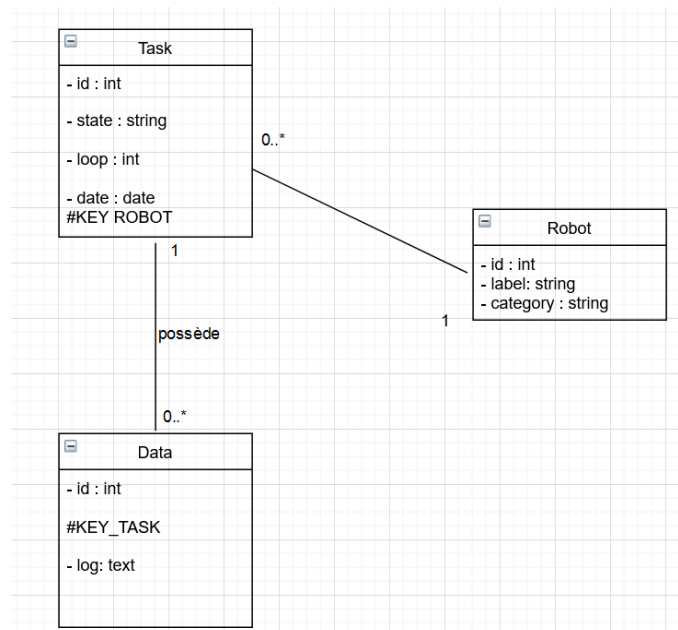 Task
- id : int
- state : string
- loop : int
- date : date
#KEY ROBOT
0..*
1
Robot
- id : int
- label: string
- category : string
1
possède
0..*
Data
- id : int
#KEY_TASK
- log: text